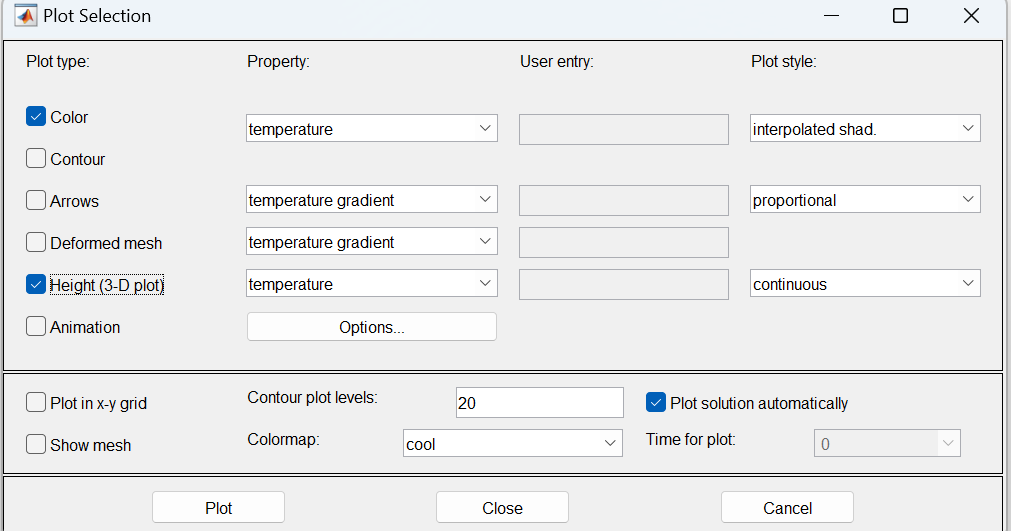 Plot Selection
Plot type: Property: User entry: Plot style:
Color temperature interpolated shad.
Contour
Arrows temperature gradient proportional
Deformed mesh temperature gradient
Height (3-D plot) temperature continuous
Animation Options...
Plot in x-y grid Contour plot levels: 20 Plot solution automatically
Show mesh Colormap: cool Time for plot: 0
Plot Close Cancel